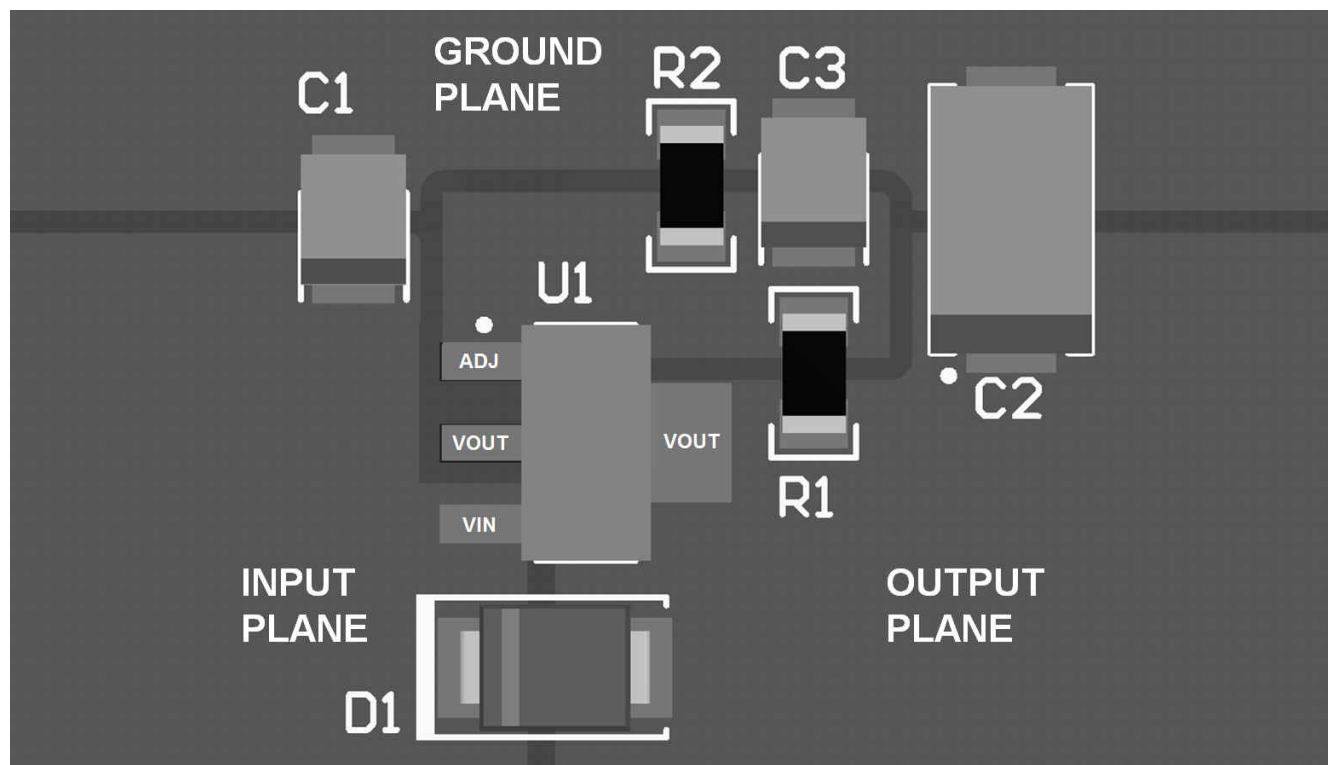 GROUND
PLANE
C1
R2
C3
U1
ADJ
VOUT
VOUT
VIN
C2
R1
INPUT
PLANE
OUTPUT
PLANE
D1